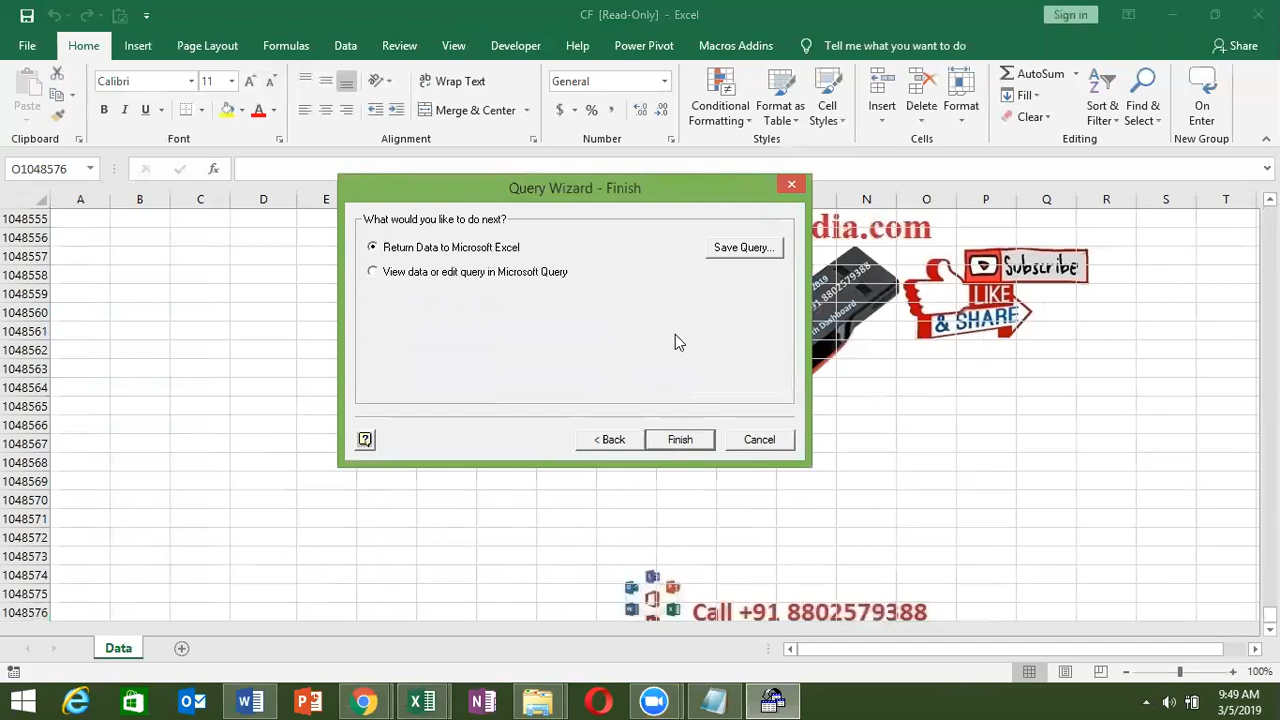 CF [Read-Only] - Excel
Sign in
File Home Insert Page Layout Formulas Data Review View Developer Help Power Pivot Macros Addins Tell me what you want to do Share
Paste
Calibri 11
B I U
Wrap Text
Merge & Center
General
$ %
Conditional Formatting
Format as Table
Cell Styles
Insert
Delete
Format
AutoSum
Fill
Clear
Sort & Filter
Find & Select
On Enter
Clipboard Font Alignment Number Styles Cells Editing New Group
O1048576
fx
A B C D E N O P Q R S T
Query Wizard - Finish
What would you like to do next?
Return Data to Microsoft Excel
Save Query...
View data or edit query in Microsoft Query
< Back
Finish
Cancel
dia.com
2019
+91 8802579388
th Dashboard
Subscribe
LIKE
& SHARE
1048555
1048556
1048557
1048558
1048559
1048560
1048561
1048562
1048563
1048564
1048565
1048566
1048567
1048568
1048569
1048570
1048571
1048572
1048573
1048574
1048575
1048576
Call +91 8802579388
Data
100%
9:49 AM
3/5/2019